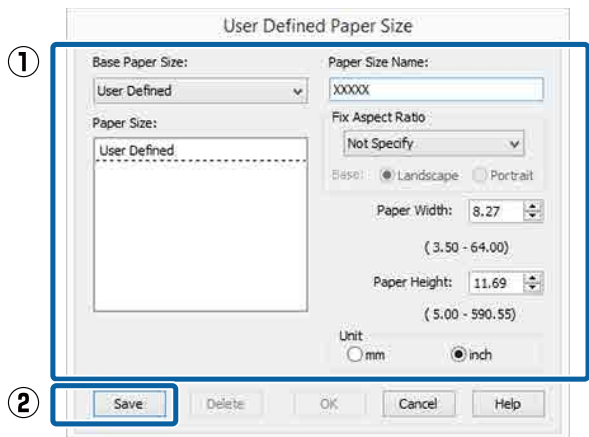 User Defined Paper Size
①
Base Paper Size:
User Defined
Paper Size:
User Defined
Paper Size Name:
XXXXX
Fix Aspect Ratio
Not Specify
Base: Landscape Portrait
Paper Width: 8.27
( 3.50 - 64.00)
Paper Height: 11.69
( 5.00 - 590.55)
Unit
mm inch
②
Save Delete OK Cancel Help